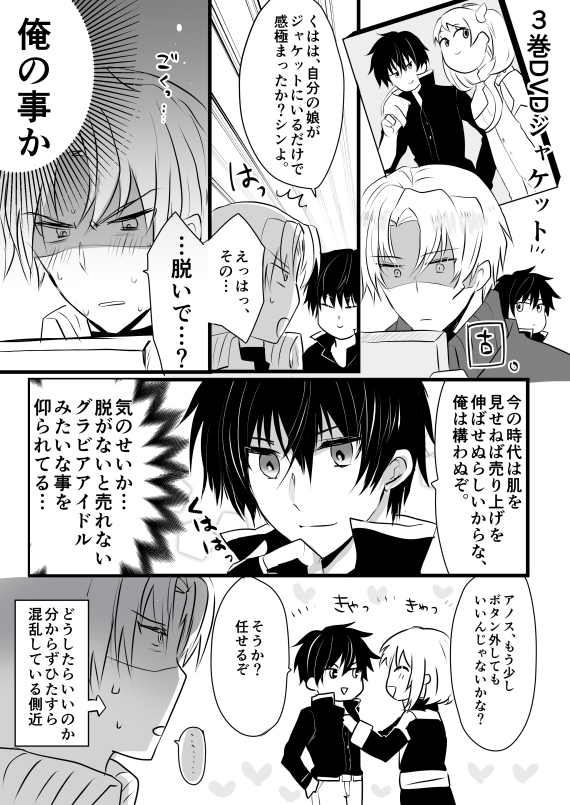 3巻DVDジャケット
古。
くはは、自分の娘が
ジャケットにいるだけで
感極まったか?シンよ。
はっ
えっはっ、
その…
ごくっ…
俺の事か
…脱いで…?
今の時代は肌を
見せねば売り上げを
伸ばせぬらしいからな、
俺は構わぬぞ。
くはは
気のせいか…
脱がないと売れない
グラビアアイドル
みたいな事を
仰られてる…
アノス、もう少し
ボタン外しても
いいんじゃないかな?
きゃっ
きゃっ
そうか?
任せるぞ
どうしたらいいのか
分からずひたすら
混乱している側近
…………